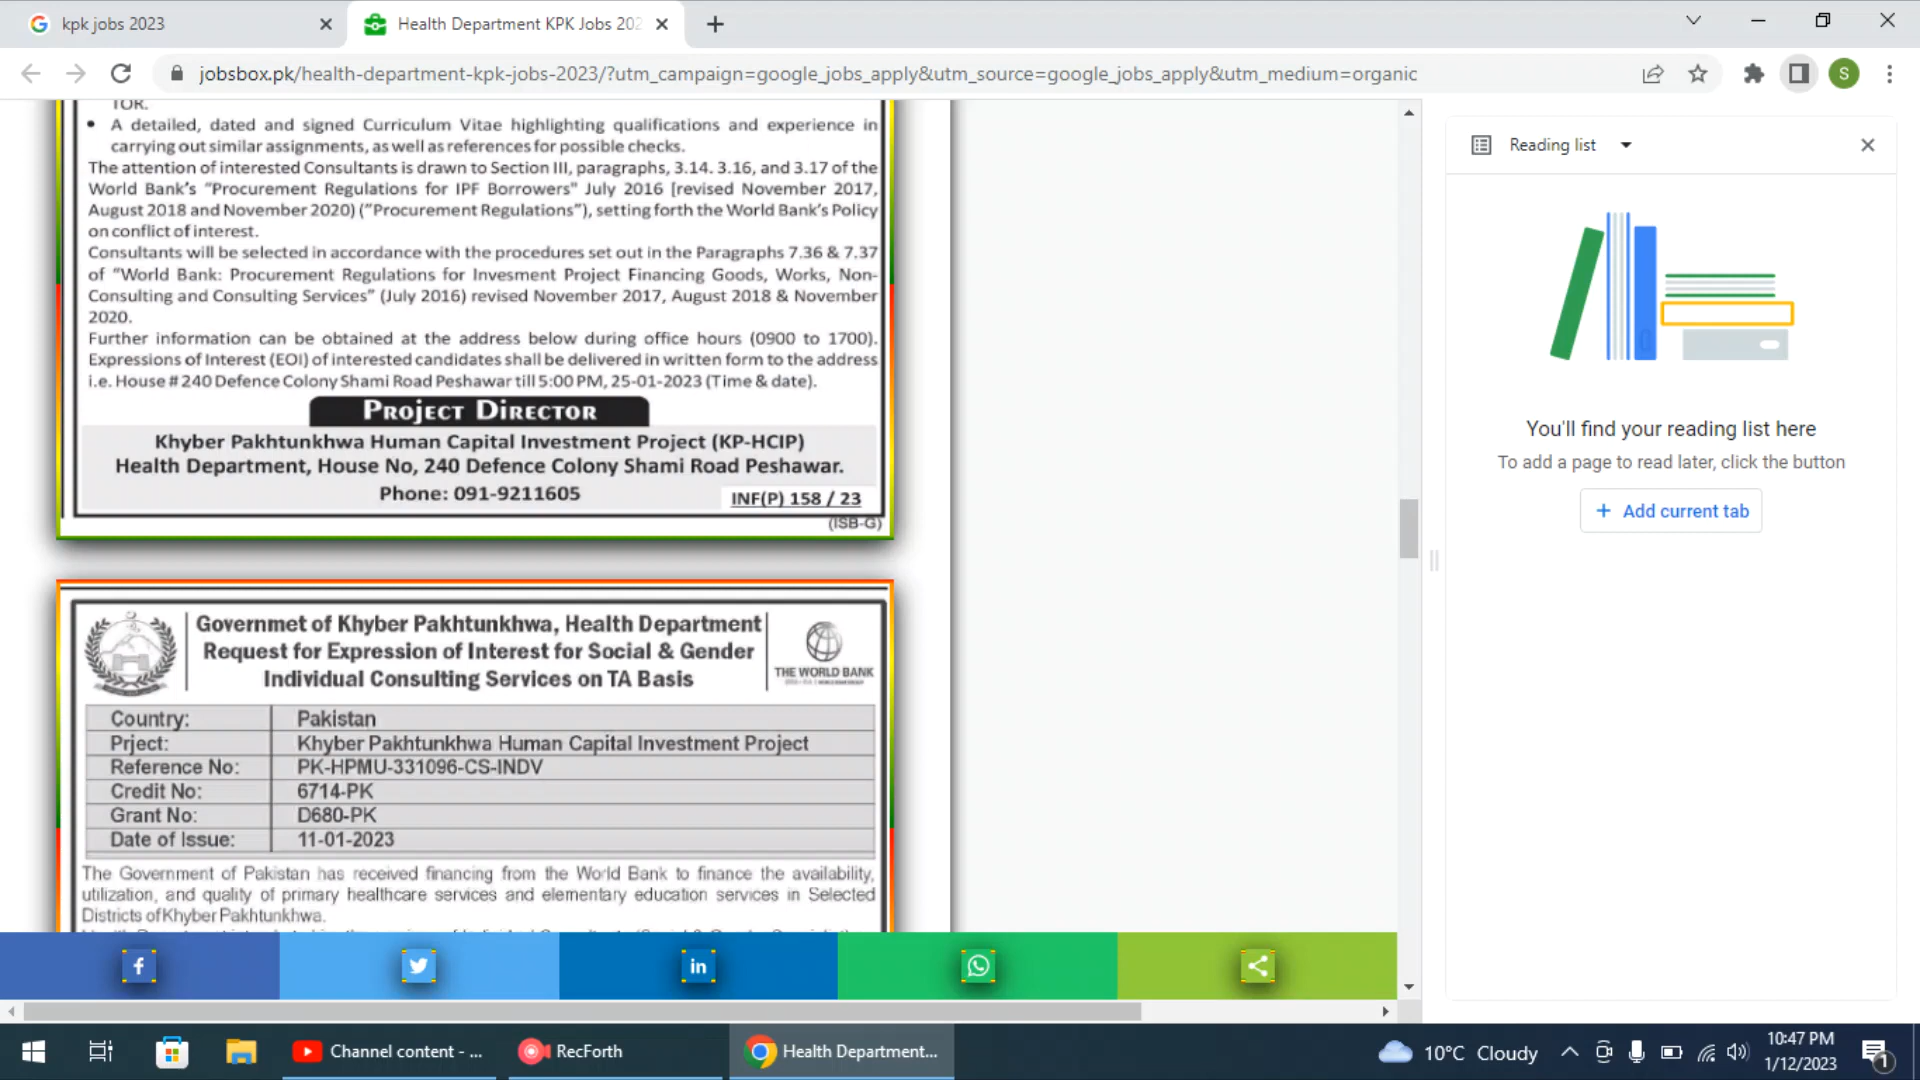 kpk jobs 2023
Health Department KPK Jobs 202
jobsbox.pk/health-department-kpk-jobs-2023/?utm_campaign=google_jobs_apply&utm_source=google_jobs_apply&utm_medium=organic
S
TOR.
• A detailed, dated and signed Curriculum Vitae highlighting qualifications and experience in
carrying out similar assignments, as well as references for possible checks.
The attention of interested Consultants is drawn to Section III, paragraphs, 3.14. 3.16, and 3.17 of the
World Bank's "Procurement Regulations for IPF Borrowers" July 2016 [revised November 2017,
August 2018 and November 2020) ("Procurement Regulations"), setting forth the World Bank's Policy
on conflict of interest.
Consultants will be selected in accordance with the procedures set out in the Paragraphs 7.36 & 7.37
of "World Bank: Procurement Regulations for Invesment Project Financing Goods, Works, Non-
Consulting and Consulting Services" (July 2016) revised November 2017, August 2018 & November
2020.
Further information can be obtained at the address below during office hours (0900 to 1700).
Expressions of Interest (EOI) of interested candidates shall be delivered in written form to the address
i.e. House # 240 Defence Colony Shami Road Peshawar till 5:00 PM, 25-01-2023 (Time & date).
PROJECT DIRECTOR
Khyber Pakhtunkhwa Human Capital Investment Project (KP-HCIP)
Health Department, House No, 240 Defence Colony Shami Road Peshawar.
Phone: 091-9211605
INF(P) 158 / 23
(ISB-G)
Governmet of Khyber Pakhtunkhwa, Health Department
Request for Expression of Interest for Social & Gender
Individual Consulting Services on TA Basis
THE WORLD BANK
Country: Pakistan
Prject: Khyber Pakhtunkhwa Human Capital Investment Project
Reference No: PK-HPMU-331096-CS-INDV
Credit No: 6714-PK
Grant No: D680-PK
Date of Issue: 11-01-2023
The Government of Pakistan has received financing from the World Bank to finance the availability,
utilization, and quality of primary healthcare services and elementary education services in Selected
Districts of Khyber Pakhtunkhwa.
Reading list
You'll find your reading list here
To add a page to read later, click the button
+ Add current tab
Channel content - ...
RecForth
Health Department...
10°C Cloudy
10:47 PM
1/12/2023
1